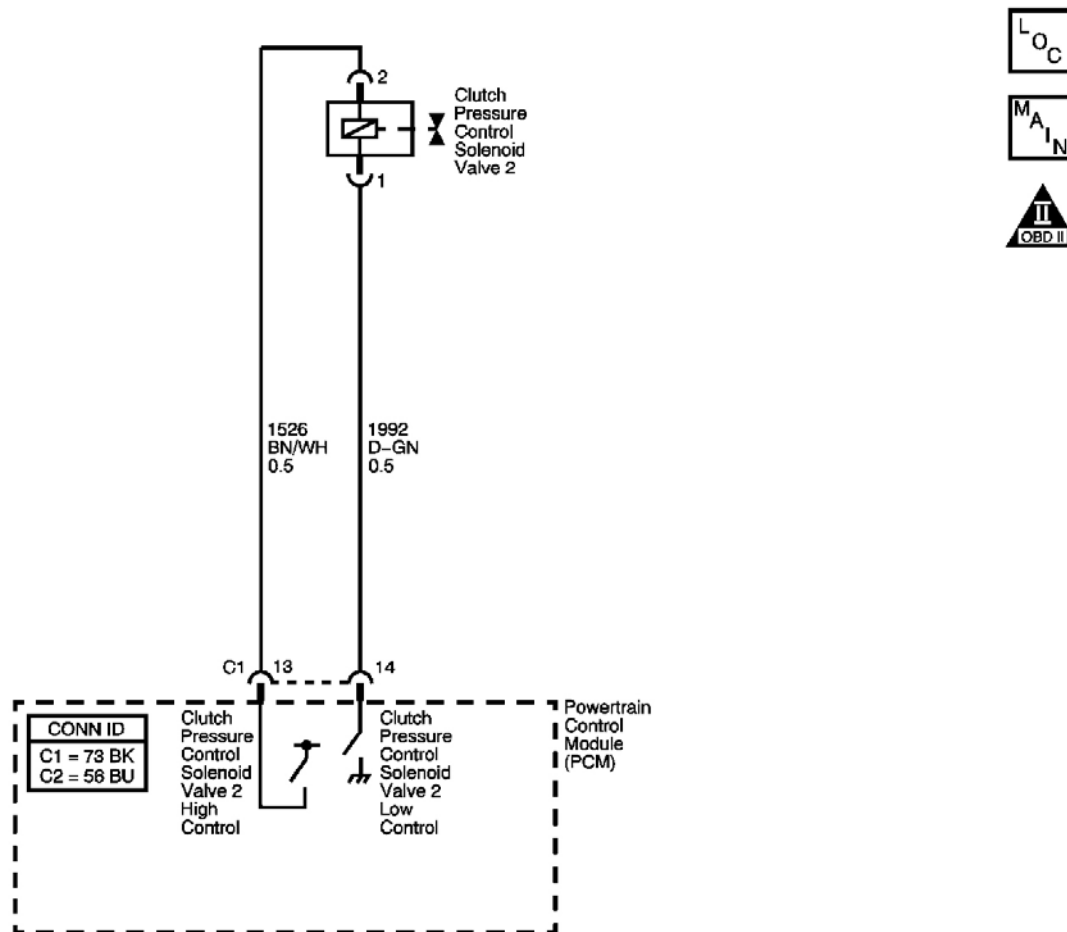 LOC
2
Clutch
Pressure
Control
Solenoid
Valve 2
MAIN
1
II
OBD II
1526
BN/WH
0.5
1992
D-GN
0.5
C1 13
14
Powertrain
Control
Module
(PCM)
CONN ID
C1 = 73 BK
C2 = 56 BU
Clutch
Pressure
Control
Solenoid
Valve 2
High
Control
Clutch
Pressure
Control
Solenoid
Valve 2
Low
Control